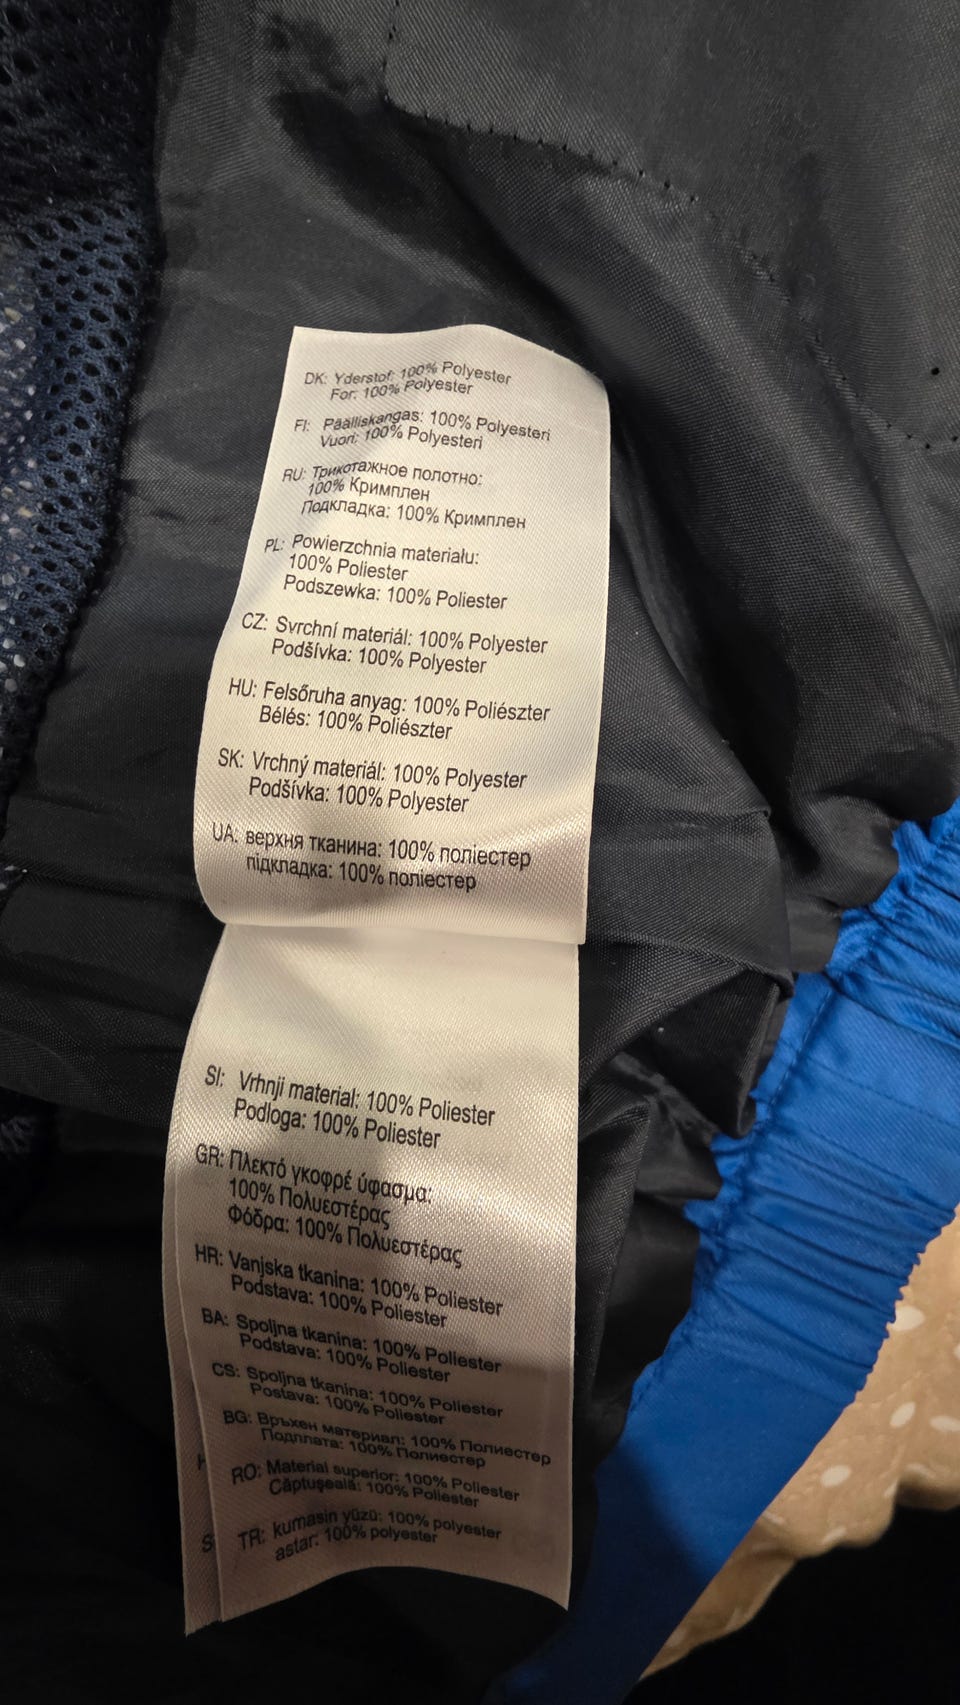 DK: Yderstof: 100% Polyester
For: 100% Polyester
FI: Päälliskangas: 100% Polyesteri
Vuori: 100% Polyesteri
RU: Трикотажное полотно:
100% Кримплен
Подкладка: 100% Кримплен
PL: Powierzchnia materiału:
100% Poliester
Podszewka: 100% Poliester
CZ: Svrchní materiál: 100% Polyester
Podšívka: 100% Polyester
HU: Felsőruha anyag: 100% Poliészter
Bélés: 100% Poliészter
SK: Vrchný materiál: 100% Polyester
Podšívka: 100% Polyester
UA: верхня тканина: 100% поліестер
підкладка: 100% поліестер
SI: Vrhnji material: 100% Poliester
Podloga: 100% Poliester
GR: Πλεκτό γκοφρέ ύφασμα:
100% Πολυεστέρας
Φόδρα: 100% Πολυεστέρας
HR: Vanjska tkanina: 100% Poliester
Podstava: 100% Poliester
BA: Spoljna tkanina: 100% Poliester
Podstava: 100% Poliester
CS: Spoljna tkanina: 100% Poliester
Postava: 100% Poliester
BG: Връхен материал: 100% Полиестер
Подплата: 100% Полиестер
RO: Material superior: 100% Poliester
Căptuşeală: 100% Poliester
TR: kumasin yüzü: 100% polyester
astar: 100% polyester